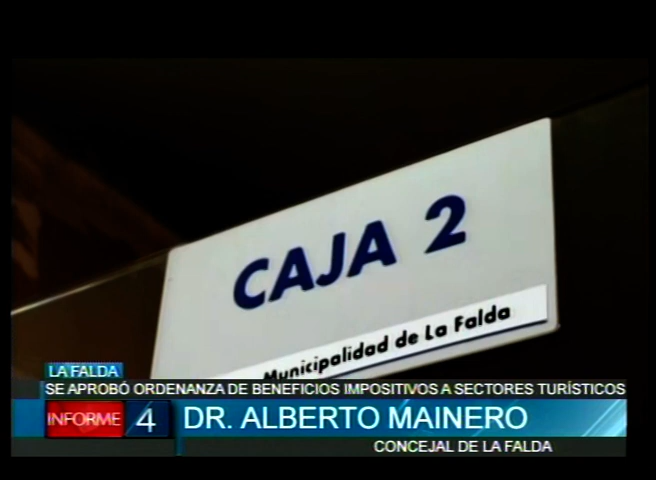 CAJA 2
Municipalidad de La Falda
LA FALDA
SE APROBÓ ORDENANZA DE BENEFICIOS IMPOSITIVOS A SECTORES TURÍSTICOS
INFORME 4 DR. ALBERTO MAINERO
CONCEJAL DE LA FALDA